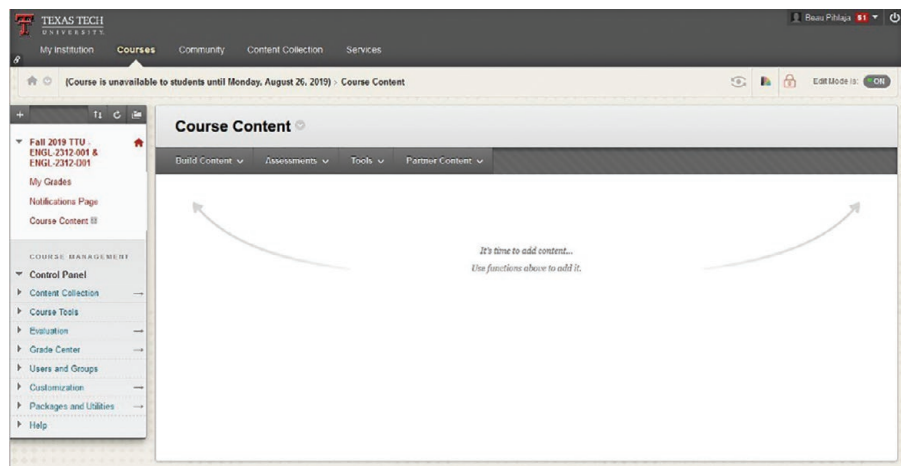 TEXAS TECH
UNIVERSITY
Beau Pihlaja 51
My Institution Courses Community Content Collection Services
(Course is unavailable to students until Monday, August 26, 2019) > Course Content
Edit Mode is: ON
Fall 2019 TTU -
ENGL-2312-001 &
ENGL-2312-D01
My Grades
Notifications Page
Course Content
COURSE MANAGEMENT
Control Panel
Content Collection
Course Tools
Evaluation
Grade Center
Users and Groups
Customization
Packages and Utilities
Help
Course Content
Build Content Assessments Tools Partner Content
It's time to add content...
Use functions above to add it.